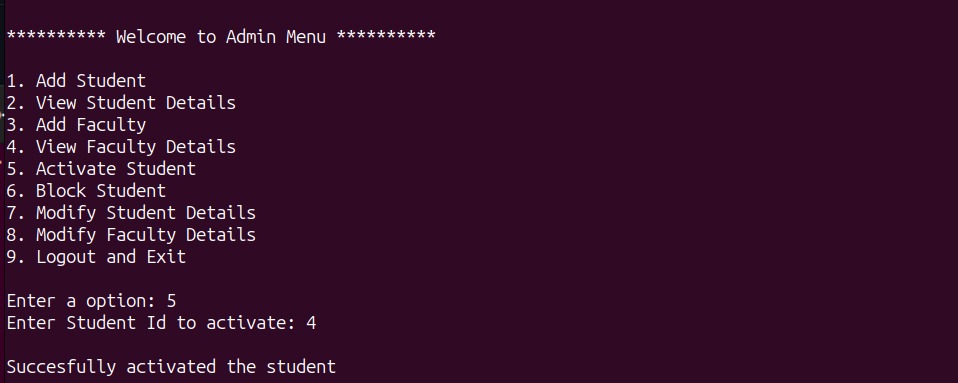 ********** Welcome to Admin Menu **********
1. Add Student
2. View Student Details
3. Add Faculty
4. View Faculty Details
5. Activate Student
6. Block Student
7. Modify Student Details
8. Modify Faculty Details
9. Logout and Exit
Enter a option: 5
Enter Student Id to activate: 4
Succesfully activated the student